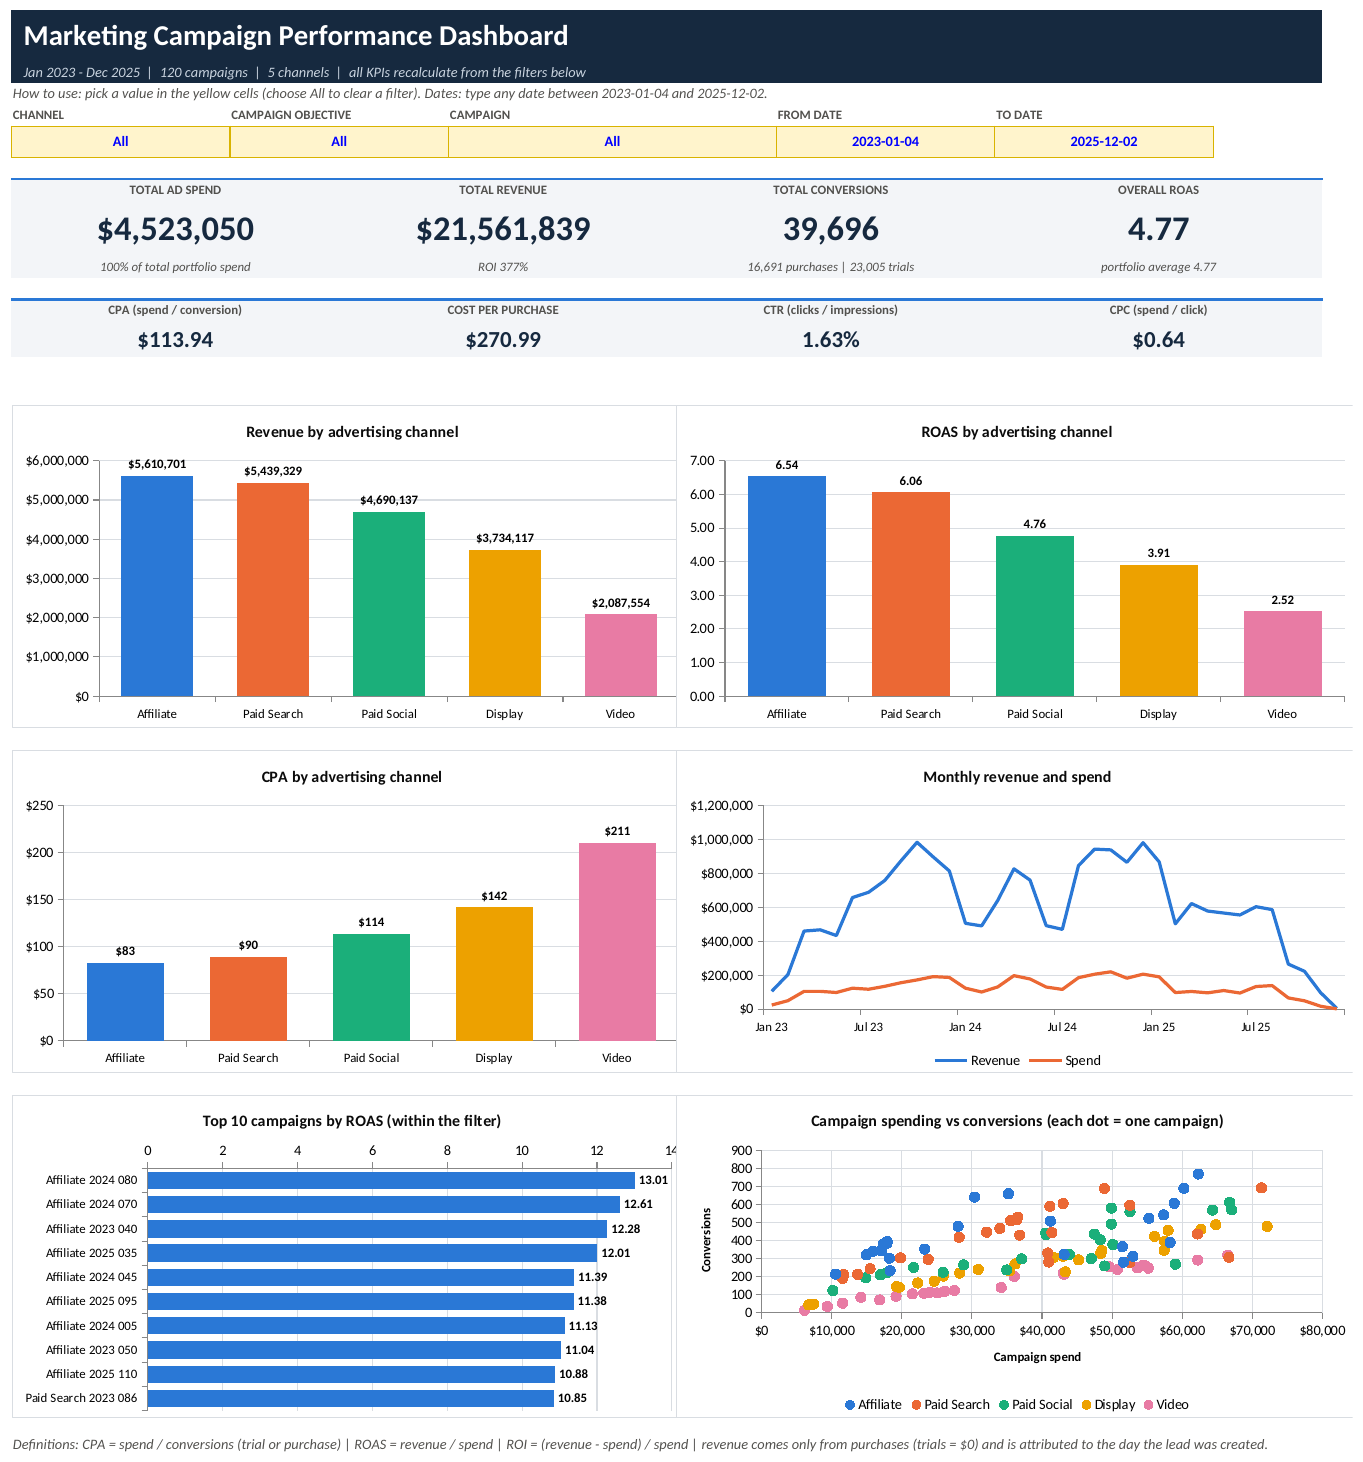 Marketing Campaign Performance Dashboard
Jan 2023 - Dec 2025 | 120 campaigns | 5 channels | all KPIs recalculate from the filters below
How to use: pick a value in the yellow cells (choose All to clear a filter). Dates: type any date between 2023-01-04 and 2025-12-02.
CHANNEL CAMPAIGN OBJECTIVE CAMPAIGN FROM DATE TO DATE
All All All 2023-01-04 2025-12-02
TOTAL AD SPEND TOTAL REVENUE TOTAL CONVERSIONS OVERALL ROAS
$4,523,050 $21,561,839 39,696 4.77
100% of total portfolio spend ROI 377% 16,691 purchases | 23,005 trials portfolio average 4.77
CPA (spend / conversion) COST PER PURCHASE CTR (clicks / impressions) CPC (spend / click)
$113.94 $270.99 1.63% $0.64
Revenue by advertising channel
$6,000,000
$5,000,000
$4,000,000
$3,000,000
$2,000,000
$1,000,000
$0
$5,610,701
$5,439,329
$4,690,137
$3,734,117
$2,087,554
Affiliate Paid Search Paid Social Display Video
ROAS by advertising channel
7.00
6.00
5.00
4.00
3.00
2.00
1.00
0.00
6.54
6.06
4.76
3.91
2.52
Affiliate Paid Search Paid Social Display Video
CPA by advertising channel
$250
$200
$150
$100
$50
$0
$83
$90
$114
$142
$211
Affiliate Paid Search Paid Social Display Video
Monthly revenue and spend
$1,200,000
$1,000,000
$800,000
$600,000
$400,000
$200,000
$0
Jan 23 Jul 23 Jan 24 Jul 24 Jan 25 Jul 25
Revenue Spend
Top 10 campaigns by ROAS (within the filter)
0 2 4 6 8 10 12 14
Affiliate 2024 080 13.01
Affiliate 2024 070 12.61
Affiliate 2023 040 12.28
Affiliate 2025 035 12.01
Affiliate 2024 045 11.39
Affiliate 2025 095 11.38
Affiliate 2024 005 11.13
Affiliate 2023 050 11.04
Affiliate 2025 110 10.88
Paid Search 2023 086 10.85
Campaign spending vs conversions (each dot = one campaign)
Conversions
900
800
700
600
500
400
300
200
100
0
$0 $10,000 $20,000 $30,000 $40,000 $50,000 $60,000 $70,000 $80,000
Campaign spend
Affiliate Paid Search Paid Social Display Video
Definitions: CPA = spend / conversions (trial or purchase) | ROAS = revenue / spend | ROI = (revenue - spend) / spend | revenue comes only from purchases (trials = $0) and is attributed to the day the lead was created.